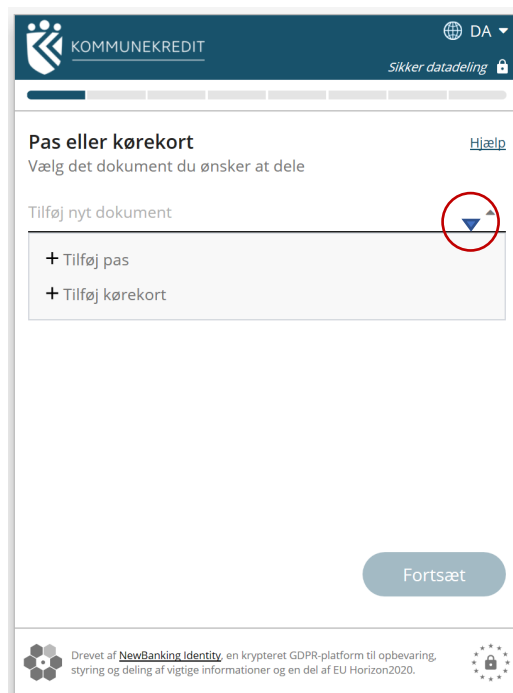 KOMMUNEKREDIT
DA
Sikker datadeling
Pas eller kørekort
Hjælp
Vælg det dokument du ønsker at dele
Tilføj nyt dokument
+ Tilføj pas
+ Tilføj kørekort
Fortsæt
Drevet af NewBanking Identity, en krypteret GDPR-platform til opbevaring,
styring og deling af vigtige informationer og en del af EU Horizon2020.